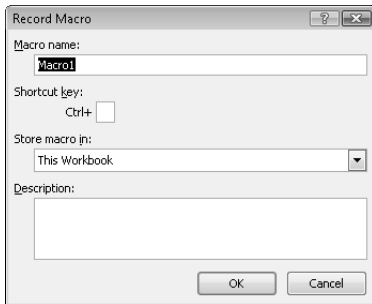 Record Macro
Macro name:
Macro1
Shortcut key:
Ctrl+
Store macro in:
This Workbook
Description:
OK Cancel